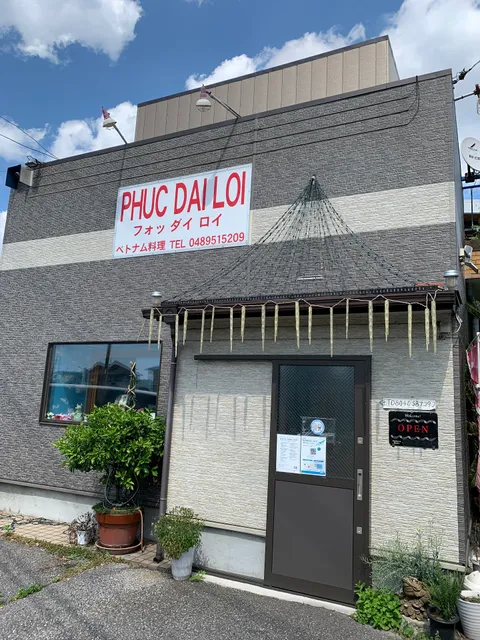 PHUC DAI LOI
フォッ ダイ ロイ
ベトナム料理 TEL 0489515209
Welcome!
OPEN